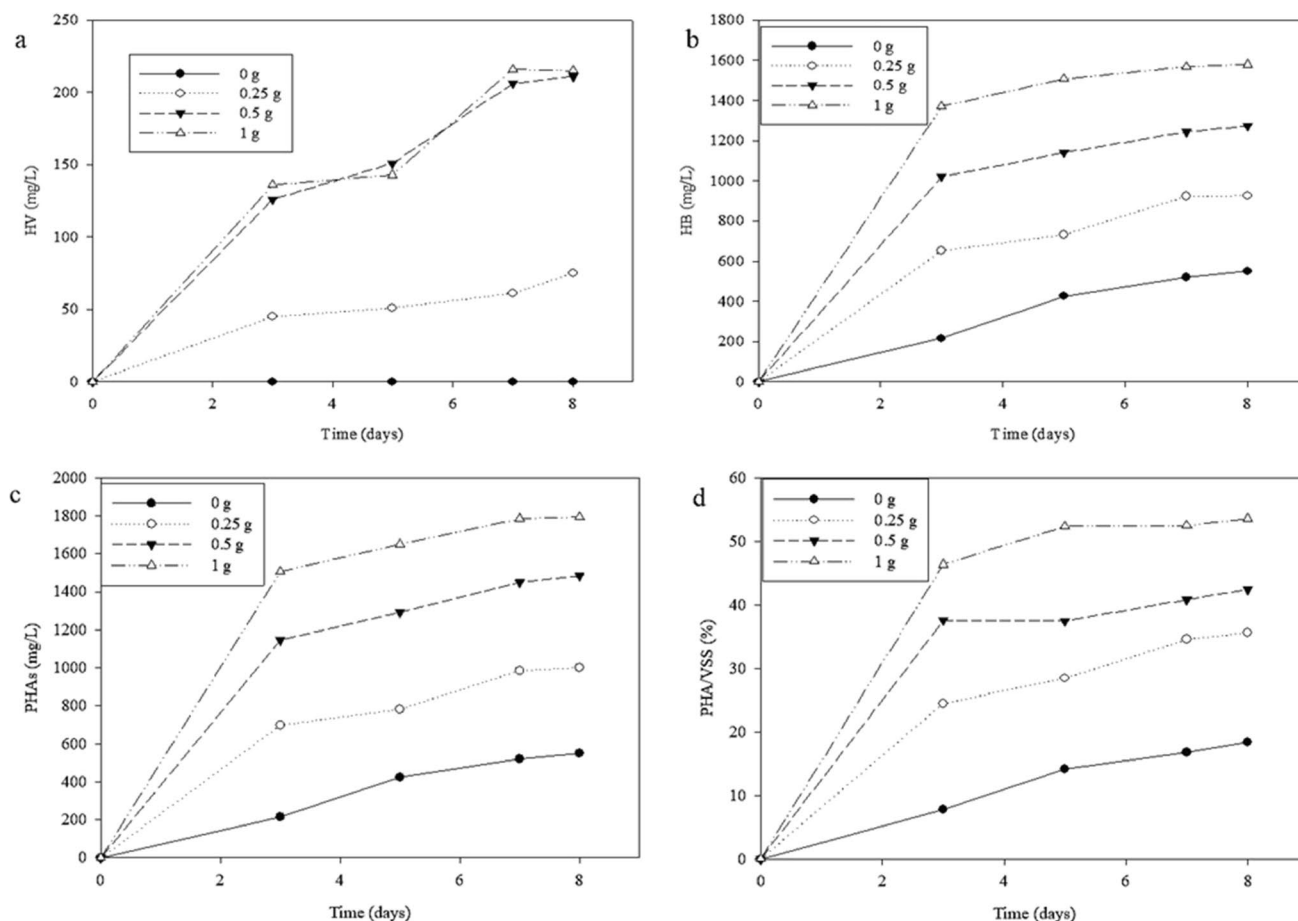 a
250
200
150
100
50
0
HV (mg/L)
0 g
0.25 g
0.5 g
1 g
0 2 4 6 8
Time (days)
b
1800
1600
1400
1200
1000
800
600
400
200
0
HB (mg/L)
0 g
0.25 g
0.5 g
1 g
0 2 4 6 8
Time (days)
c
2000
1800
1600
1400
1200
1000
800
600
400
200
0
PHAs (mg/L)
0 g
0.25 g
0.5 g
1 g
0 2 4 6 8
Time (days)
d
60
50
40
30
20
10
0
PHA/VSS (%)
0 g
0.25 g
0.5 g
1 g
0 2 4 6 8
Time (days)